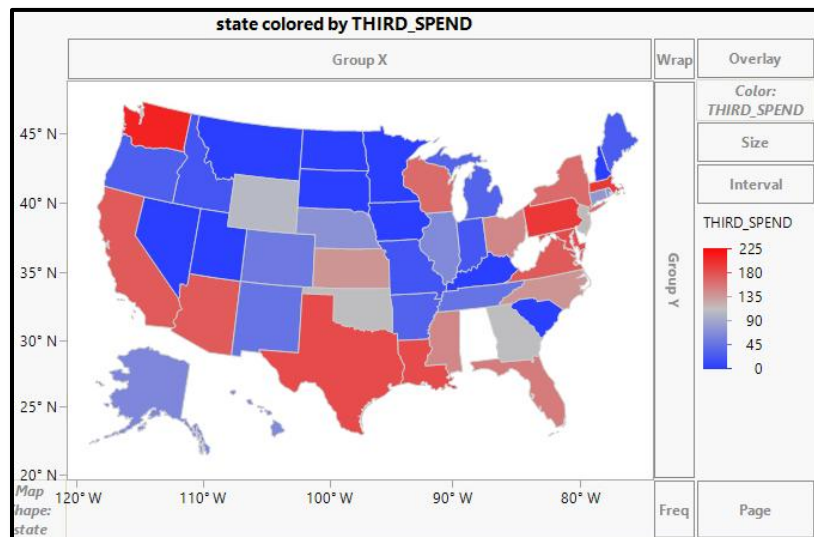 state colored by THIRD_SPEND
Group X
Wrap
Overlay
Color:
THIRD_SPEND
Size
Interval
45° N
40° N
35° N
30° N
25° N
20° N
Group Y
THIRD_SPEND
225
180
135
90
45
0
Map
Shape:
state
120° W
110° W
100° W
90° W
80° W
Freq
Page